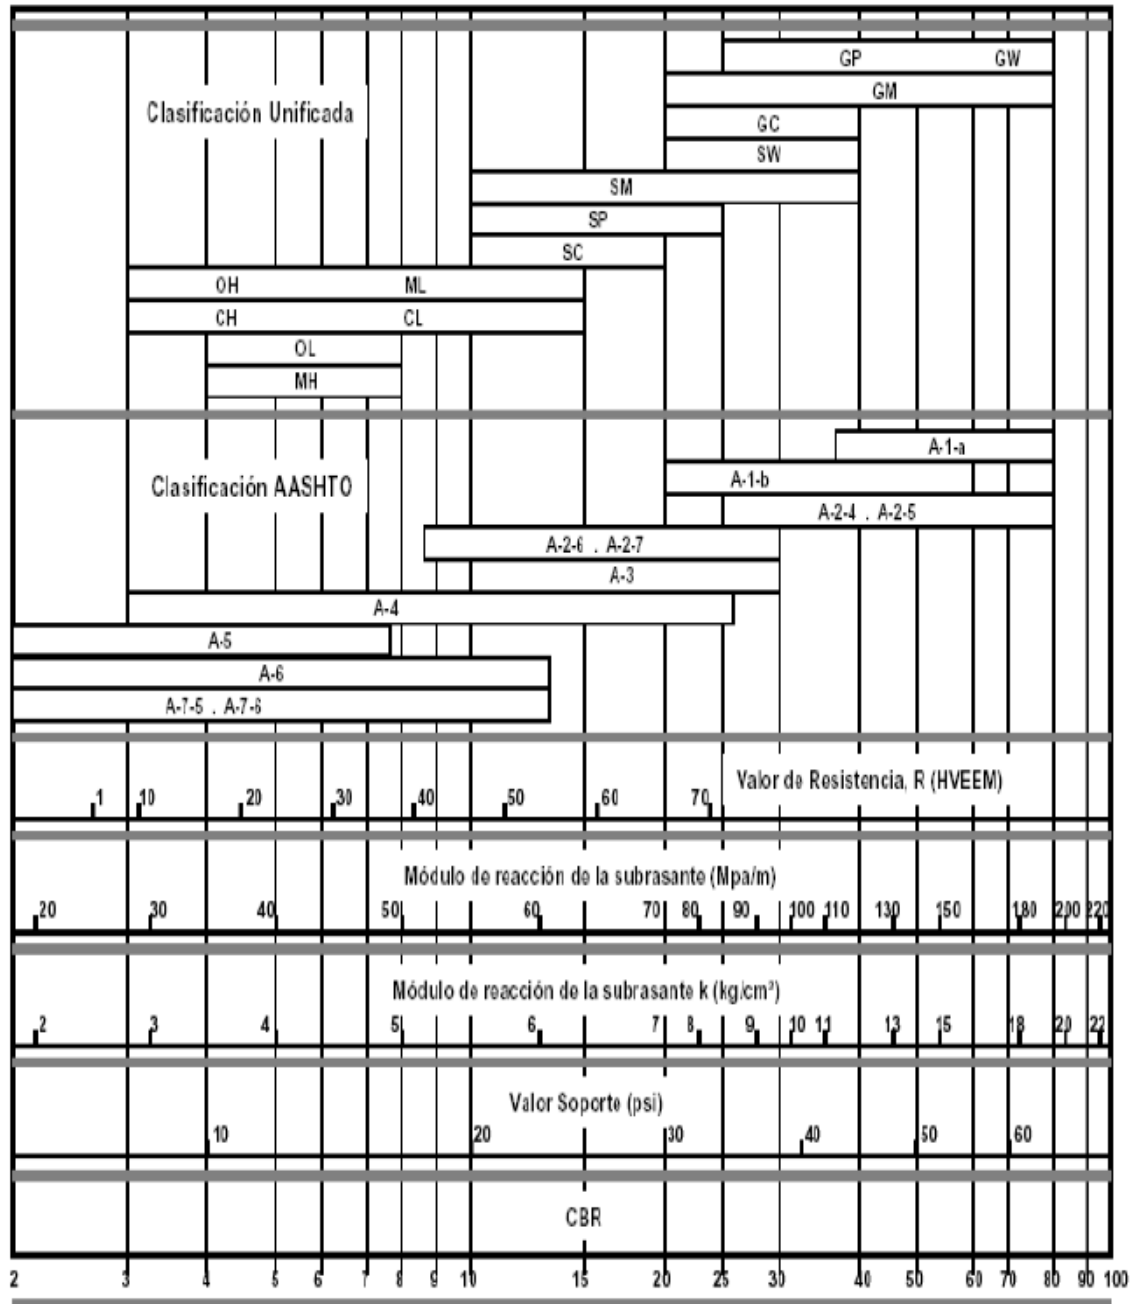 GP GW
GM
Clasificación Unificada
GC
SW
SM
SP
SC
OH ML
CH CL
OL
MH
A-1-a
A-1-b
Clasificación AASHTO
A-2-4 . A-2-5
A-2-6 . A-2-7
A-3
A-4
A-5
A-6
A-7-5 . A-7-6
Valor de Resistencia, R (HVEEM)
1 10 20 30 40 50 60 70
Módulo de reacción de la subrasante (Mpa/m)
20 30 40 50 60 70 80 90 100 110 130 150 180 200 220
Módulo de reacción de la subrasante k (kg/cm³)
2 3 4 5 6 7 8 9 10 11 13 15 18 20 22
Valor Soporte (psi)
10 20 30 40 50 60
CBR
2 3 4 5 6 7 8 9 10 15 20 25 30 40 50 60 70 80 90 100